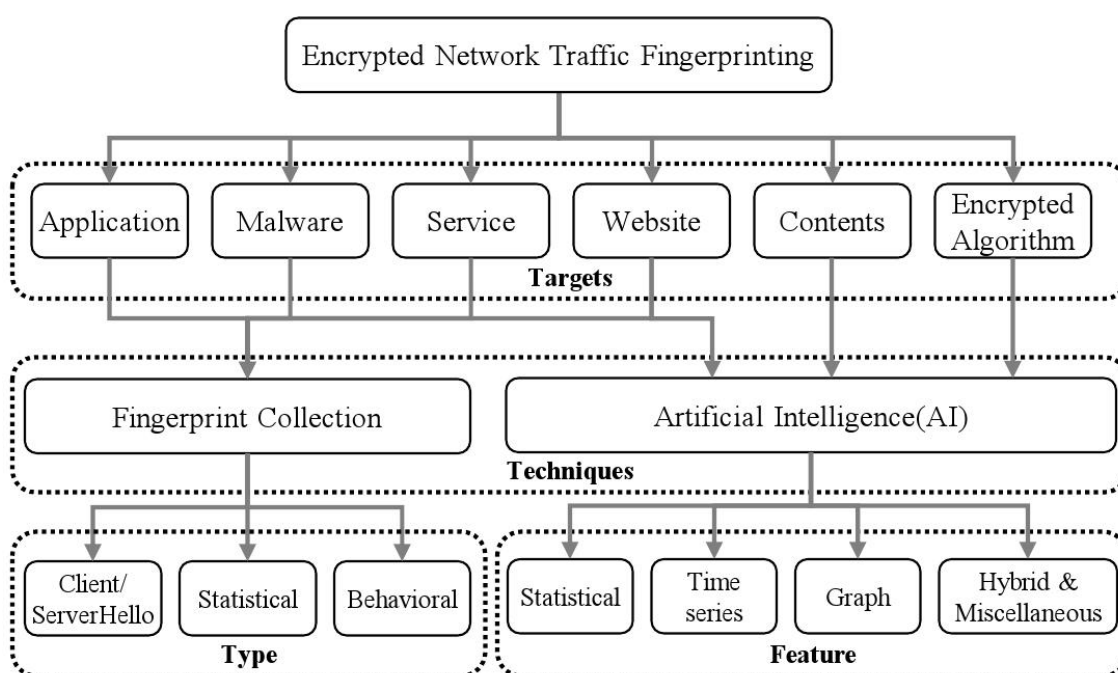 Encrypted Network Traffic Fingerprinting
Application
Malware
Service
Website
Contents
Encrypted
Algorithm
Targets
Fingerprint Collection
Artificial Intelligence(AI)
Techniques
Client/
ServerHello
Statistical
Behavioral
Type
Statistical
Time
series
Graph
Hybrid &
Miscellaneous
Feature